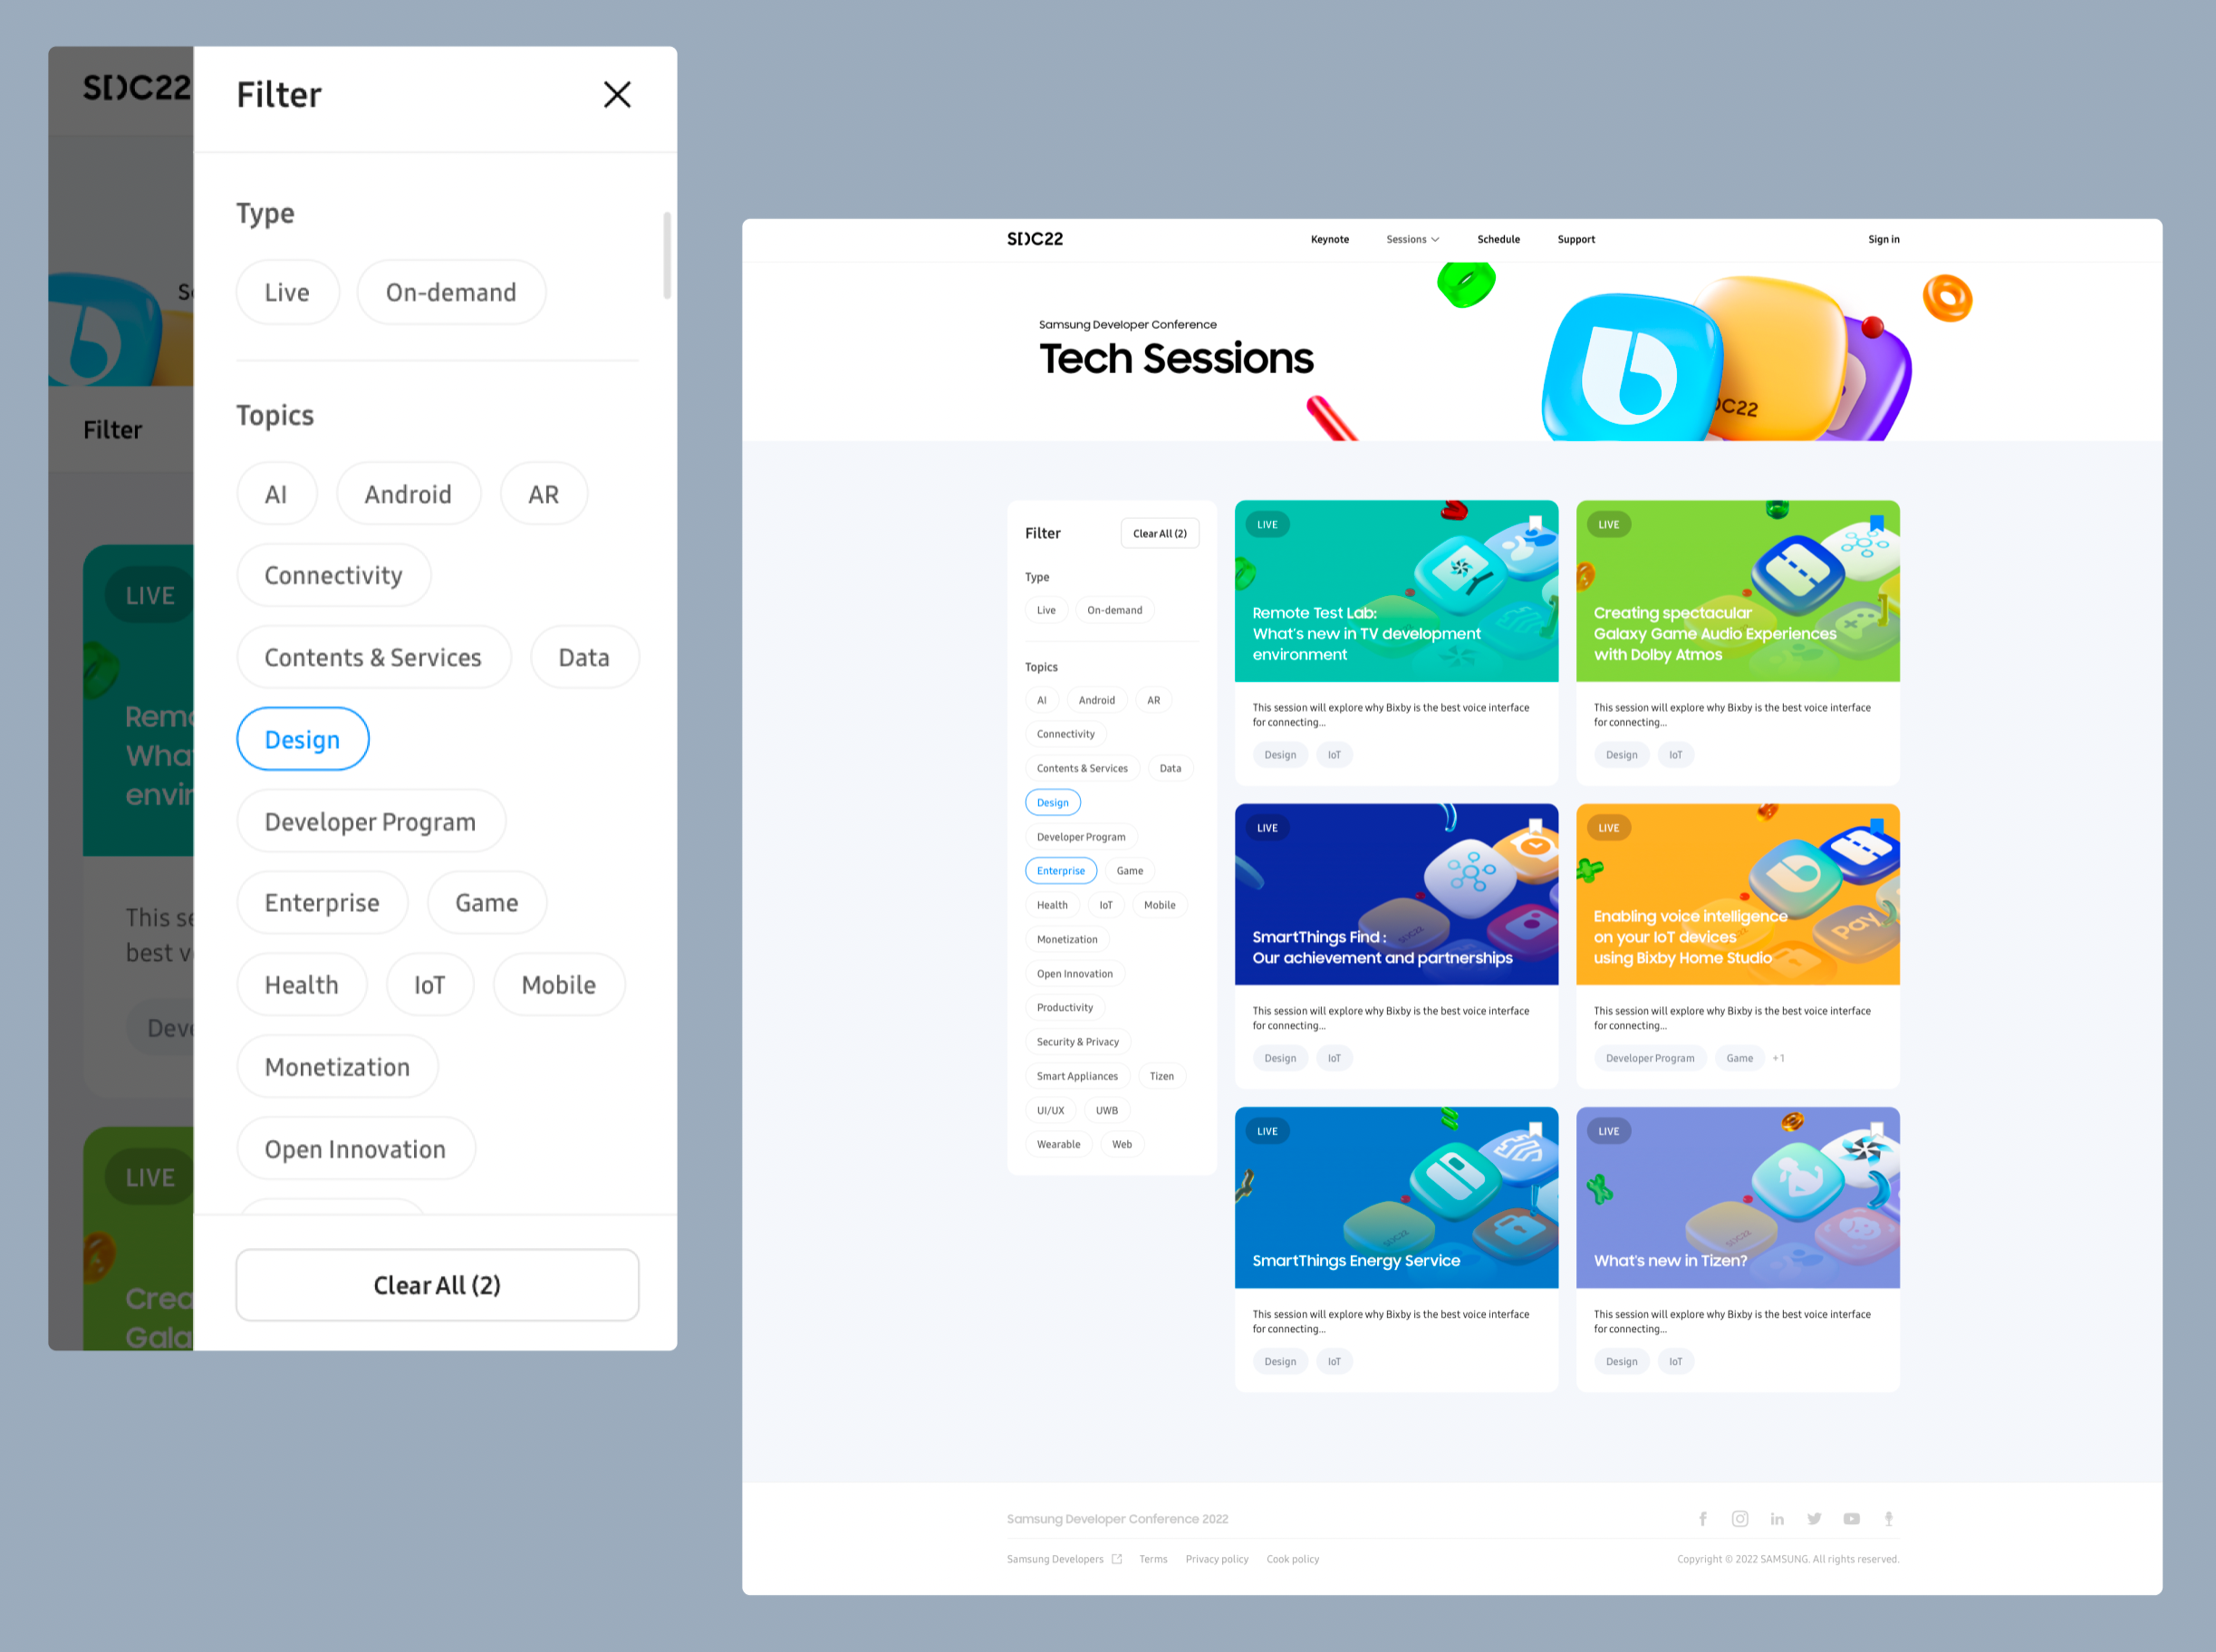 SDC22
Filter
Type
Live
On-demand
Topics
AI
Android
AR
Connectivity
Contents & Services
Data
Design
Developer Program
Enterprise
Game
Health
IoT
Mobile
Monetization
Open Innovation
Clear All (2)
Filter
LIVE
This
best
LIVE
SDC22
Keynote
Sessions
Schedule
Support
Sign in
Samsung Developer Conference
Tech Sessions
Filter
Clear All (2)
Type
Live
On-demand
Topics
AI
Android
AR
Connectivity
Contents & Services
Data
Design
Developer Program
Enterprise
Game
Health
IoT
Mobile
Monetization
Open Innovation
Productivity
Security & Privacy
Smart Appliances
Tizen
UI/UX
UWB
Wearable
Web
LIVE
Remote Test Lab:
What's new in TV development
environment
This session will explore why Bixby is the best voice interface
for connecting...
Design
IoT
LIVE
Creating spectacular
Galaxy Game Audio Experiences
with Dolby Atmos
This session will explore why Bixby is the best voice interface
for connecting...
Design
IoT
LIVE
SmartThings Find :
Our achievement and partnerships
This session will explore why Bixby is the best voice interface
for connecting...
Design
IoT
LIVE
Pay
Enabling voice intelligence
on your IoT devices
using Bixby Home Studio
This session will explore why Bixby is the best voice interface
for connecting...
Developer Program
Game
+1
LIVE
SmartThings Energy Service
This session will explore why Bixby is the best voice interface
for connecting...
Design
IoT
LIVE
What's new in Tizen?
This session will explore why Bixby is the best voice interface
for connecting...
Design
IoT
Samsung Developer Conference 2022
Samsung Developers
Terms
Privacy policy
Cook policy
Copyright © 2022 SAMSUNG. All rights reserved.